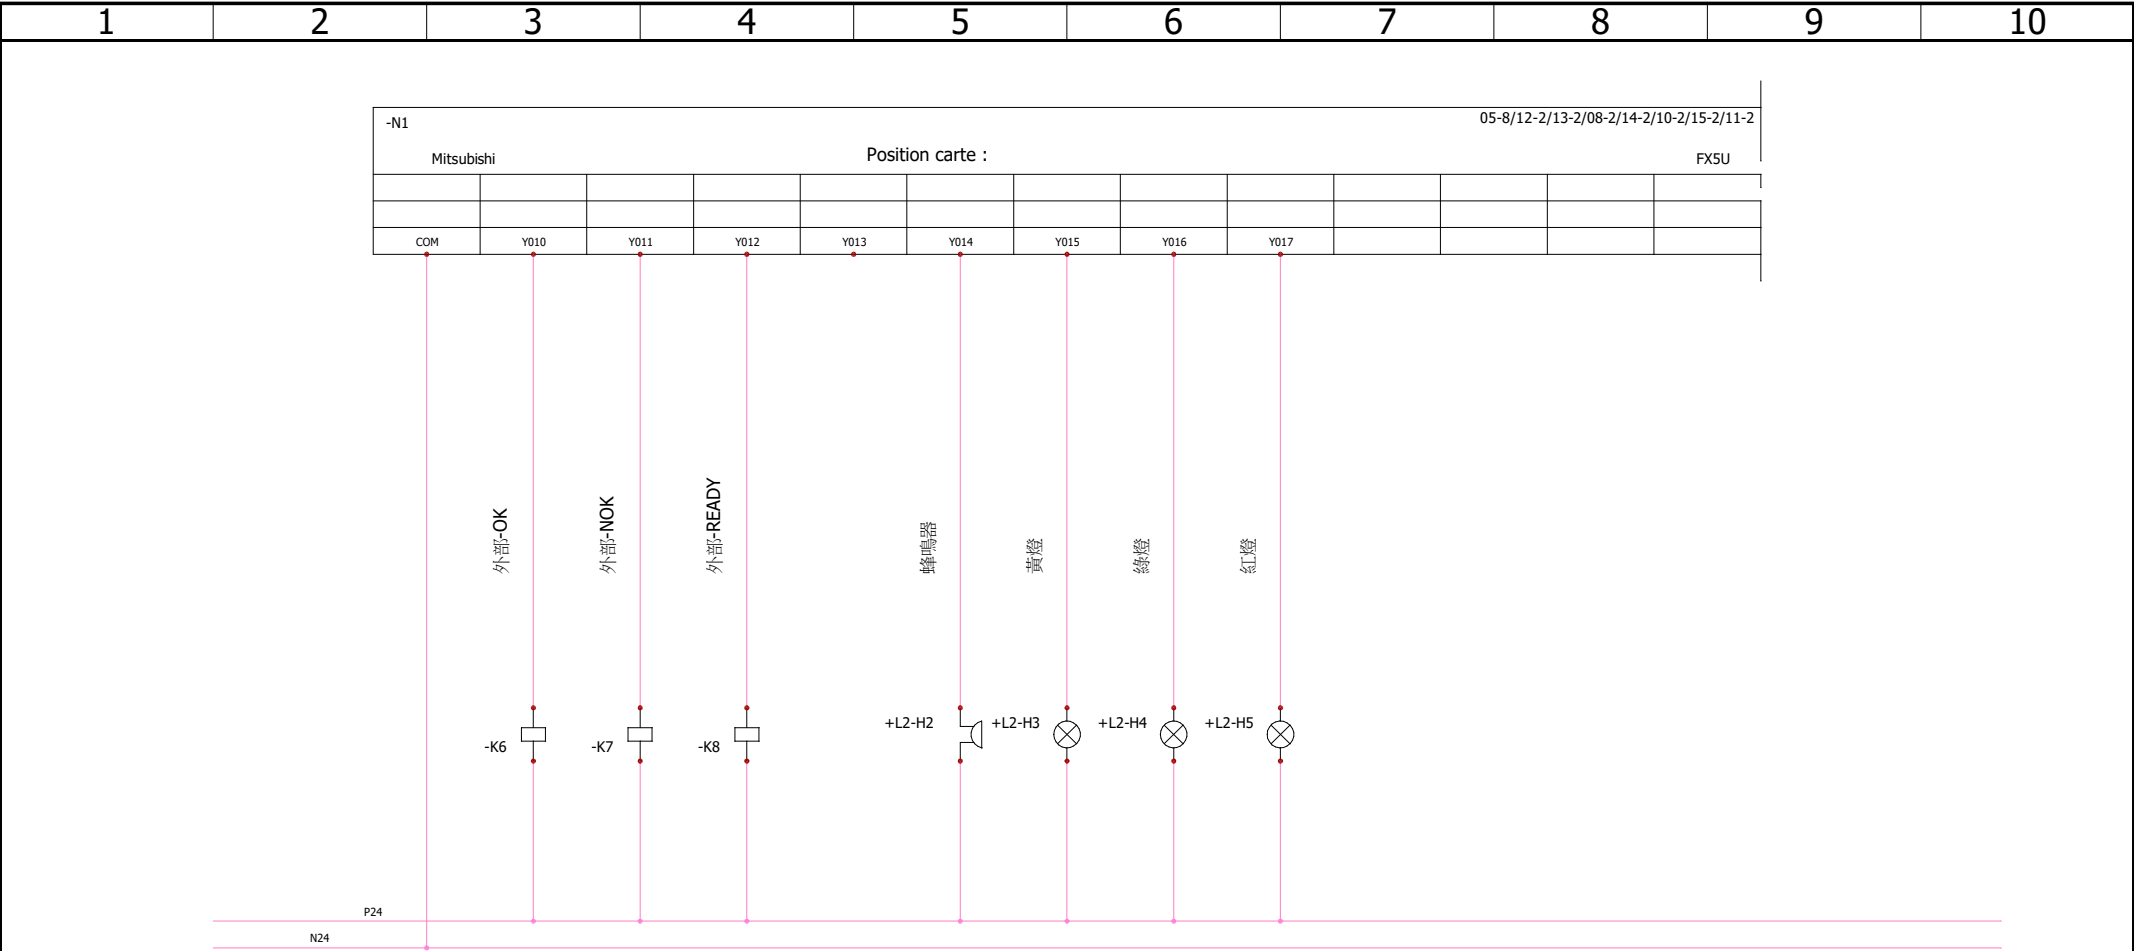 1 2 3 4 5 6 7 8 9 10
-N1 05-8/12-2/13-2/08-2/14-2/10-2/15-2/11-2
Mitsubishi Position carte : FX5U
COM Y010 Y011 Y012 Y013 Y014 Y015 Y016 Y017
外部-OK
外部-NOK
外部-READY
蜂鳴器
黃燈
綠燈
紅燈
-K6
-K7
-K8
+L2-H2
+L2-H3
+L2-H4
+L2-H5
P24
N24